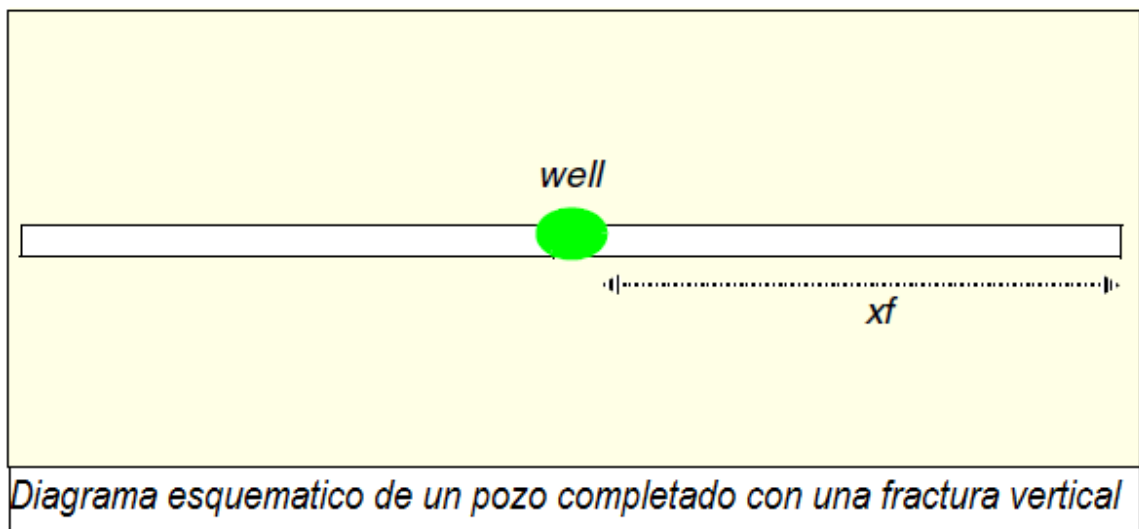 well
xf
Diagrama esquematico de un pozo completado con una fractura vertical